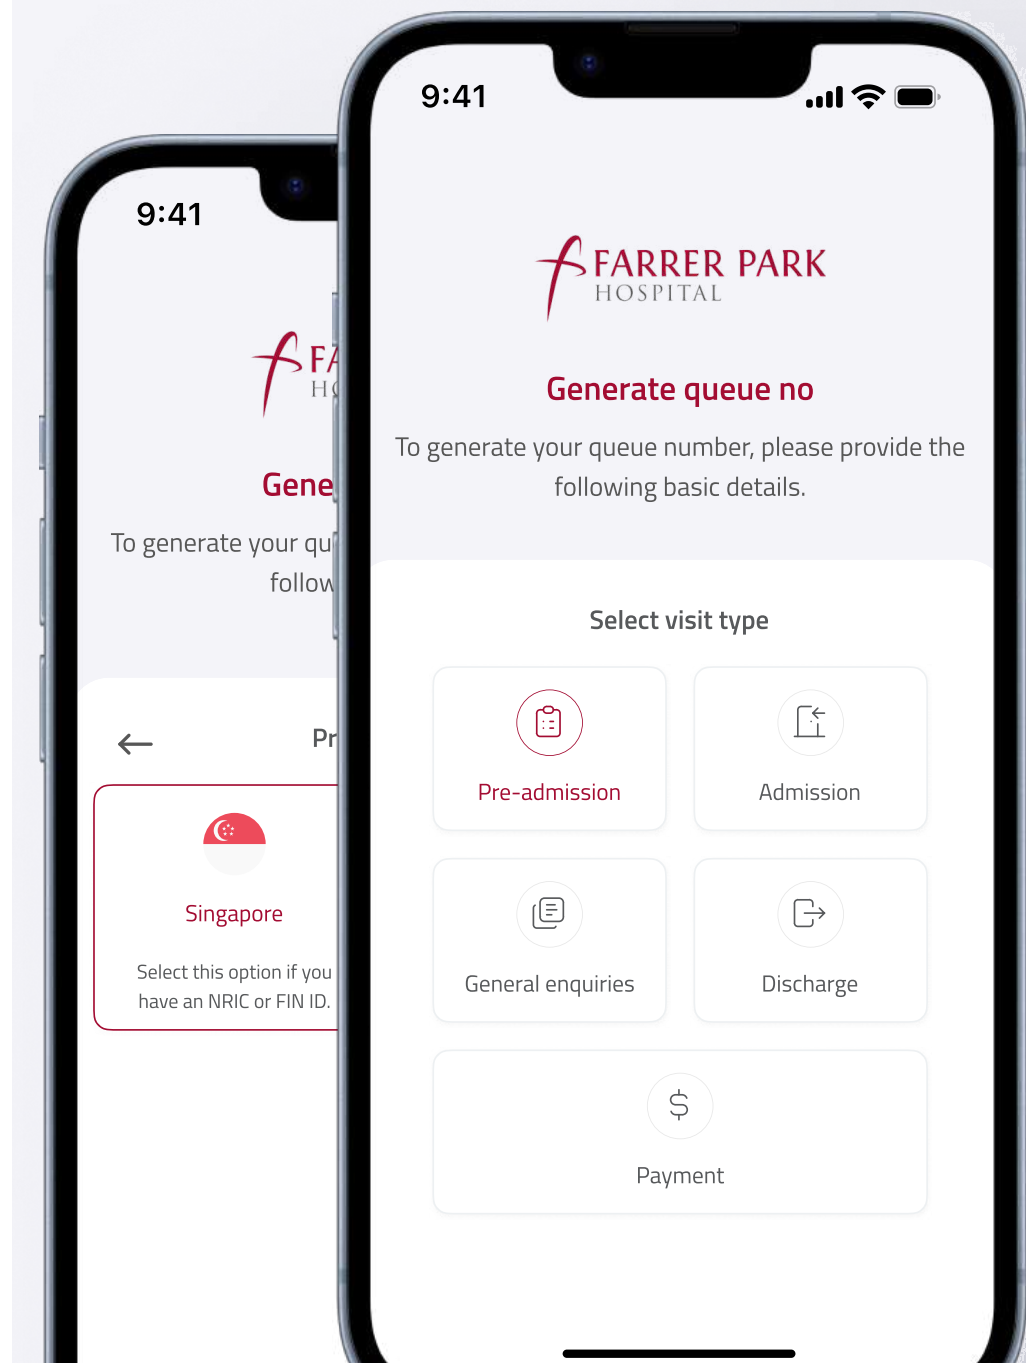 9:41
FARRER PARK
HOSPITAL
Generate queue no
To generate your queue number, please provide the
following basic details.
Select visit type
Pre-admission
Admission
General enquiries
Discharge
$
Payment
9:41
FA
HO
Gene
To generate your qu
follow
Pr
Singapore
Select this option if you
have an NRIC or FIN ID.